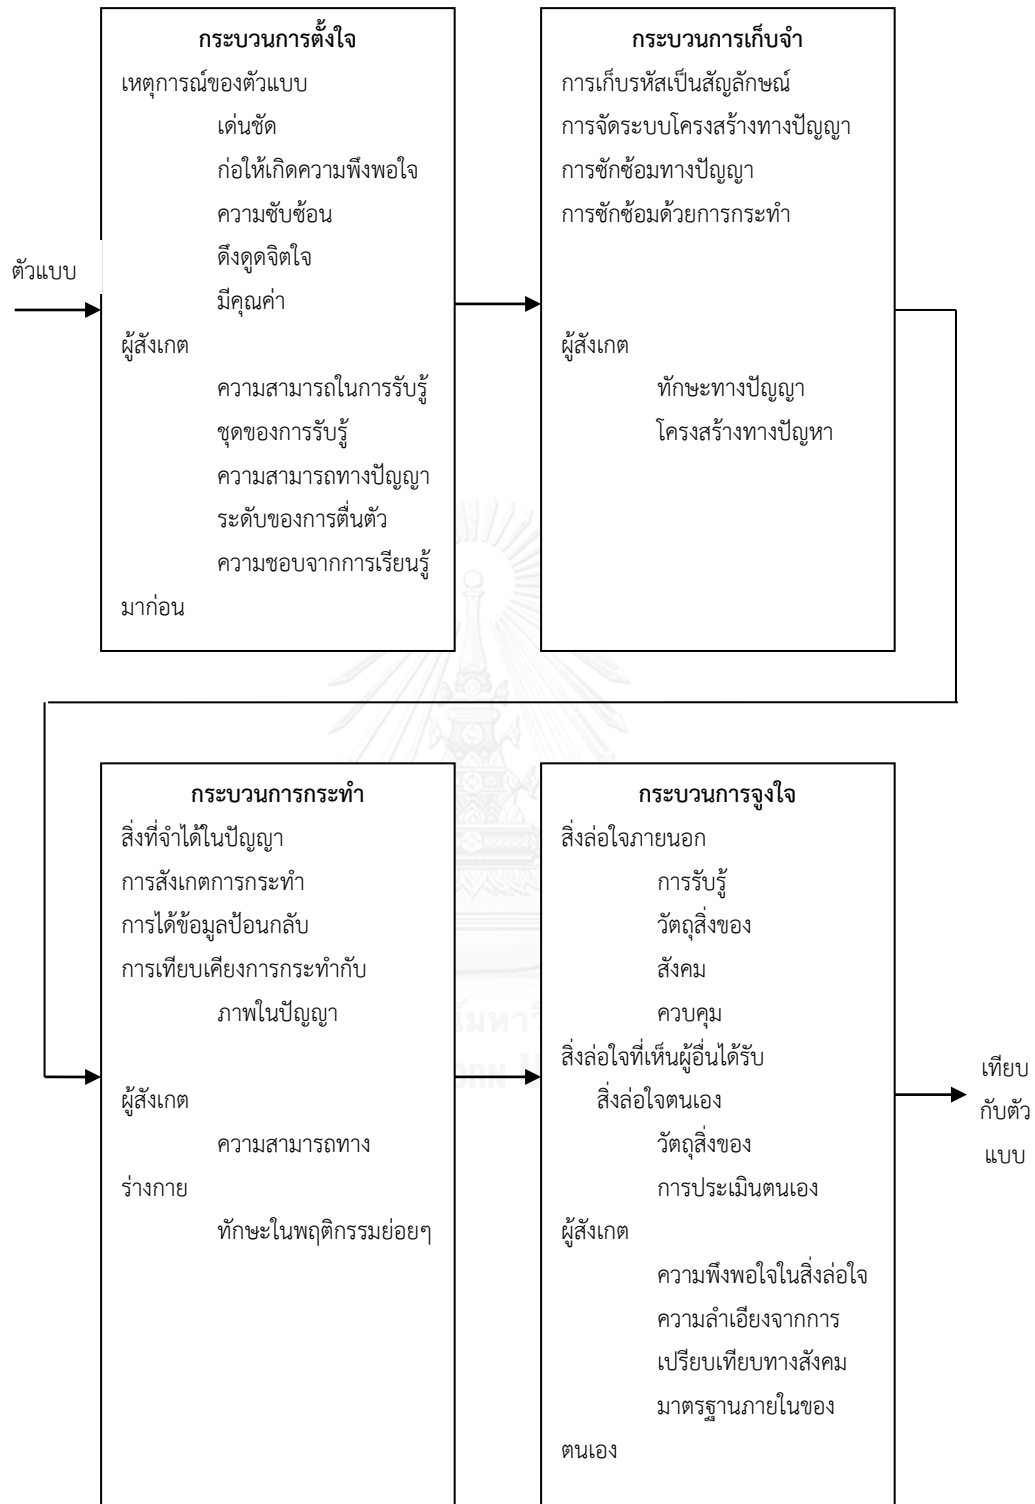 ตัวแบบ
กระบวนการตั้งใจ
เหตุการณ์ของตัวแบบ
เด่นชัด
ก่อให้เกิดความพึงพอใจ
ความซับซ้อน
ดึงดูดจิตใจ
มีคุณค่า
ผู้สังเกต
ความสามารถในการรับรู้
ชุดของการรับรู้
ความสามารถทางปัญญา
ระดับของการตื่นตัว
ความชอบจากการเรียนรู้
มาก่อน
กระบวนการเก็บจำ
การเก็บรหัสเป็นสัญลักษณ์
การจัดระบบโครงสร้างทางปัญญา
การซักซ้อมทางปัญญา
การซักซ้อมด้วยการกระทำ
ผู้สังเกต
ทักษะทางปัญญา
โครงสร้างทางปัญหา
กระบวนการกระทำ
สิ่งที่จำได้ในปัญญา
การสังเกตการกระทำ
การได้ข้อมูลป้อนกลับ
การเทียบเคียงการกระทำกับ
ภาพในปัญญา
ผู้สังเกต
ความสามารถทาง
ร่างกาย
ทักษะในพฤติกรรมย่อยๆ
กระบวนการจูงใจ
สิ่งล่อใจภายนอก
การรับรู้
วัตถุสิ่งของ
สังคม
ควบคุม
สิ่งล่อใจที่เห็นผู้อื่นได้รับ
สิ่งล่อใจตนเอง
วัตถุสิ่งของ
การประเมินตนเอง
ผู้สังเกต
ความพึงพอใจในสิ่งล่อใจ
ความลำเอียงจากการ
เปรียบเทียบทางสังคม
มาตรฐานภายในของ
ตนเอง
เทียบ
กับตัว
แบบ